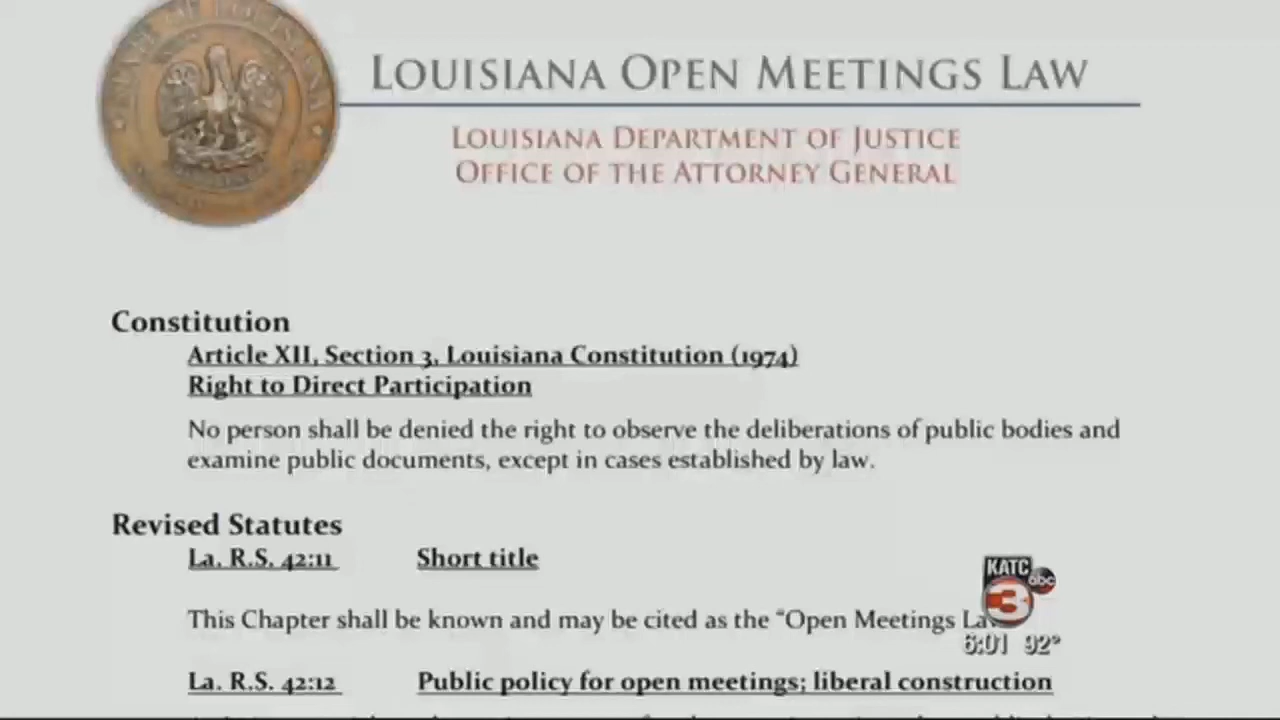 STATE OF LOUISIANA
LOUISIANA OPEN MEETINGS LAW
LOUISIANA DEPARTMENT OF JUSTICE
OFFICE OF THE ATTORNEY GENERAL
Constitution
Article XII, Section 3, Louisiana Constitution (1974)
Right to Direct Participation
No person shall be denied the right to observe the deliberations of public bodies and
examine public documents, except in cases established by law.
Revised Statutes
La. R.S. 42:11 Short title
This Chapter shall be known and may be cited as the “Open Meetings
La. R.S. 42:12 Public policy for open meetings; liberal construction
KATC
abc
3
6:01 92°